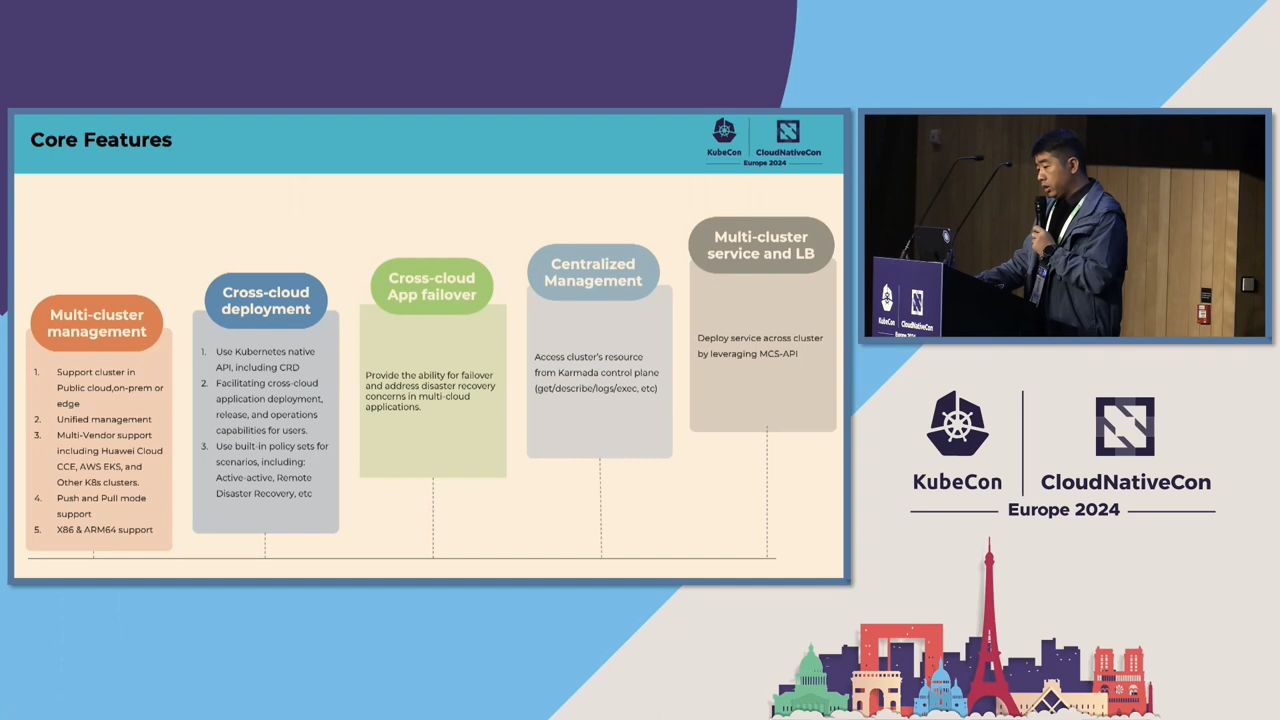 Core Features
KubeCon
CloudNativeCon
Europe 2024
Multi-cluster
management
1. Support cluster in
Public cloud,on-prem or
edge
2. Unified management
3. Multi-Vendor support
including Huawei Cloud
CCE, AWS EKS, and
Other K8s clusters.
4. Push and Pull mode
support
5. X86 & ARM64 support
Cross-cloud
deployment
1. Use Kubernetes native
API, including CRD
2. Facilitating cross-cloud
application deployment,
release, and operations
capabilities for users.
3. Use built-in policy sets for
scenarios, including:
Active-active, Remote
Disaster Recovery, etc
Cross-cloud
App failover
Provide the ability for failover
and address disaster recovery
concerns in multi-cloud
applications.
Centralized
Management
Access cluster's resource
from Karmada control plane
(get/describe/logs/exec, etc)
Multi-cluster
service and LB
Deploy service across cluster
by leveraging MCS-API
KubeCon
CloudNativeCon
KubeCon
CloudNativeCon
Europe 2024